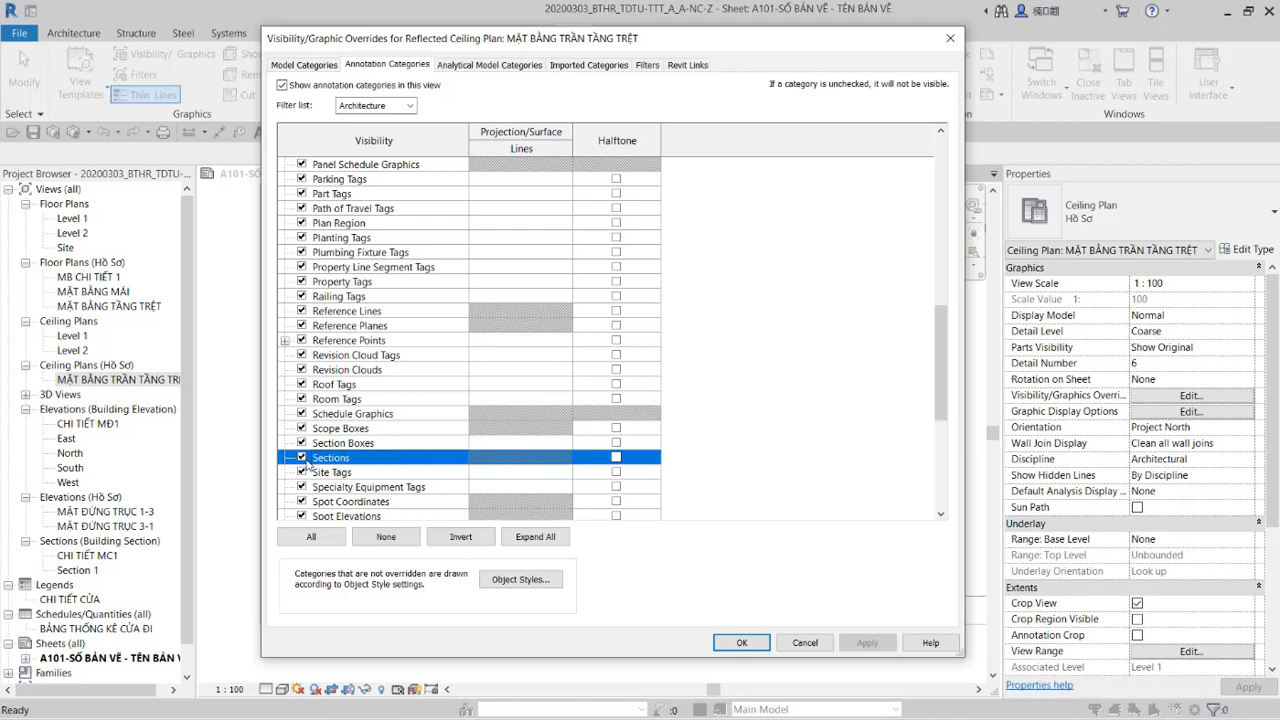 20200303_BTHR_TDTU-TTT_A_A-NC-Z - Sheet: A101-SỐ BẢN VẼ - TÊN BẢN VẼ
File Architecture Structure Steel Systems
Modify
View Templates
Visibility/ Graphics
Filters
Thin Lines
Cut
Select
Graphics
Switch Windows
Close Inactive
Tab Views
Tile Views
User Interface
Windows
Project Browser - 20200303_BTHR_TDTU-...
Views (all)
Floor Plans
Level 1
Level 2
Site
Floor Plans (Hồ Sơ)
MB CHI TIẾT 1
MẶT BẰNG MÁI
MẶT BẰNG TẦNG TRỆT
Ceiling Plans
Level 1
Level 2
Ceiling Plans (Hồ Sơ)
MẶT BẰNG TRẦN TẦNG TRỆ
3D Views
Elevations (Building Elevation)
CHI TIẾT MĐ1
East
North
South
West
Elevations (Hồ Sơ)
MẶT ĐỨNG TRỤC 1-3
MẶT ĐỨNG TRỤC 3-1
Sections (Building Section)
CHI TIẾT MC1
Section 1
Legends
CHI TIẾT CỬA
Schedules/Quantities (all)
BẢNG THỐNG KÊ CỬA ĐI
Sheets (all)
A101-SỐ BẢN VẼ - TÊN BẢN V
Families
Visibility/Graphic Overrides for Reflected Ceiling Plan: MẶT BẰNG TRẦN TẦNG TRỆT
Model Categories Annotation Categories Analytical Model Categories Imported Categories Filters Revit Links
Show annotation categories in this view
If a category is unchecked, it will not be visible.
Filter list: Architecture
Visibility
Projection/Surface
Lines
Halftone
Panel Schedule Graphics
Parking Tags
Part Tags
Path of Travel Tags
Plan Region
Planting Tags
Plumbing Fixture Tags
Property Line Segment Tags
Property Tags
Railing Tags
Reference Lines
Reference Planes
Reference Points
Revision Cloud Tags
Revision Clouds
Roof Tags
Room Tags
Schedule Graphics
Scope Boxes
Section Boxes
Sections
Site Tags
Specialty Equipment Tags
Spot Coordinates
Spot Elevations
All None Invert Expand All
Categories that are not overridden are drawn according to Object Style settings.
Object Styles...
OK Cancel Apply Help
Properties
Ceiling Plan
Hồ Sơ
Ceiling Plan: MẶT BẰNG TRẦN TẦNG TRỆT
Edit Type
Graphics
View Scale 1 : 100
Scale Value 1: 100
Display Model Normal
Detail Level Coarse
Parts Visibility Show Original
Detail Number 6
Rotation on Sheet None
Visibility/Graphics Overri... Edit...
Graphic Display Options Edit...
Orientation Project North
Wall Join Display Clean all wall joins
Discipline Architectural
Show Hidden Lines By Discipline
Default Analysis Display ... None
Sun Path
Underlay
Range: Base Level None
Range: Top Level Unbounded
Underlay Orientation Look up
Extents
Crop View
Crop Region Visible
Annotation Crop
View Range Edit...
Associated Level Level 1
Properties help
Apply
1 : 100
Ready
:0
Main Model
:0